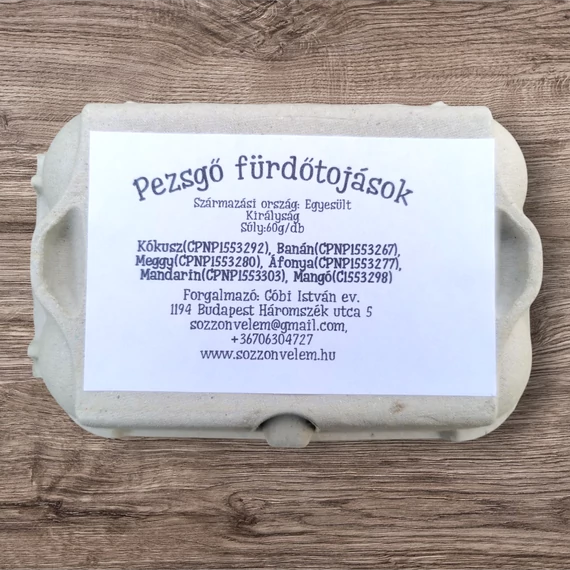 Pezsgő fürdőtojások
Származási ország: Egyesült
Királyság
Súly:60g/db
Kókusz(CPNP1553292), Banán(CPNP1553267),
Meggy(CPNP1553280), Áfonya(CPNP1553277),
Mandarin(CPNP1553303), Mangó(C1553298)
Forgalmazó: Góbi István ev.
1194 Budapest Háromszék utca 5
sozzonvelem@gmail.com,
+36706304727
www.sozzonvelem.hu